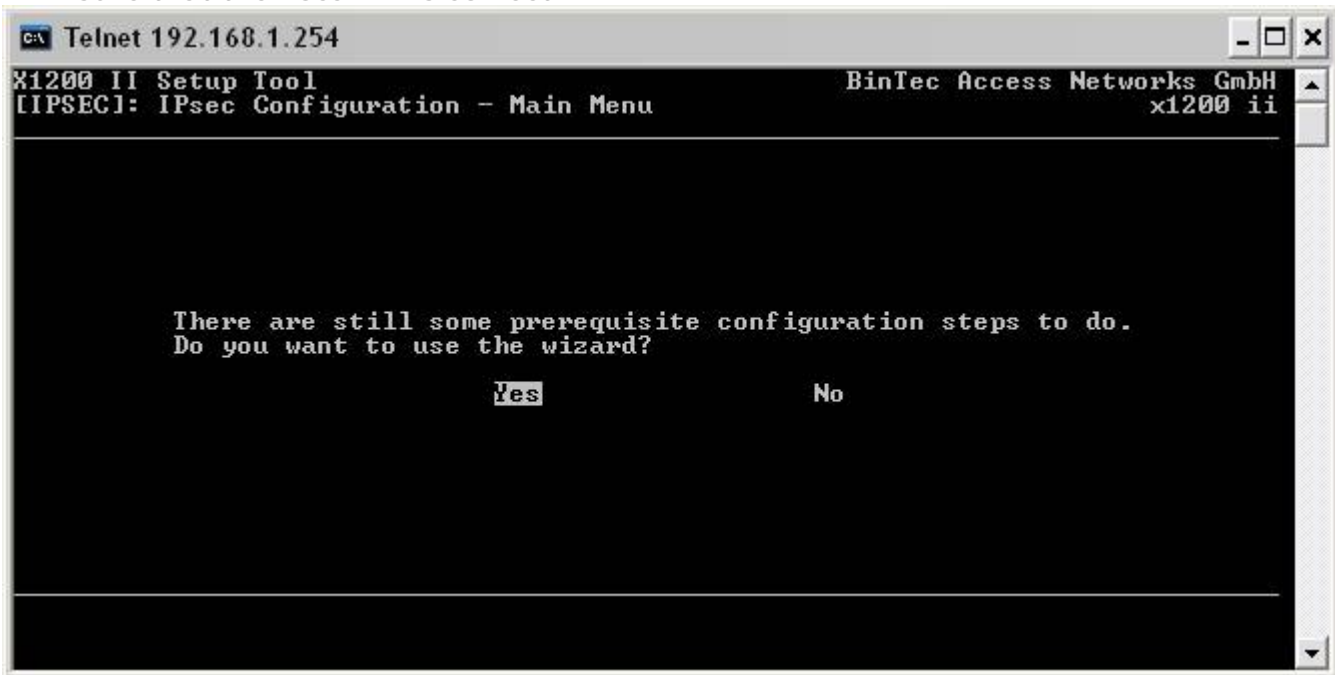 Telnet 192.168.1.254
X1200 II Setup Tool BinTec Access Networks GmbH
[IPSEC]: IPsec Configuration - Main Menu x1200 ii
There are still some prerequisite configuration steps to do.
Do you want to use the wizard?
Yes No